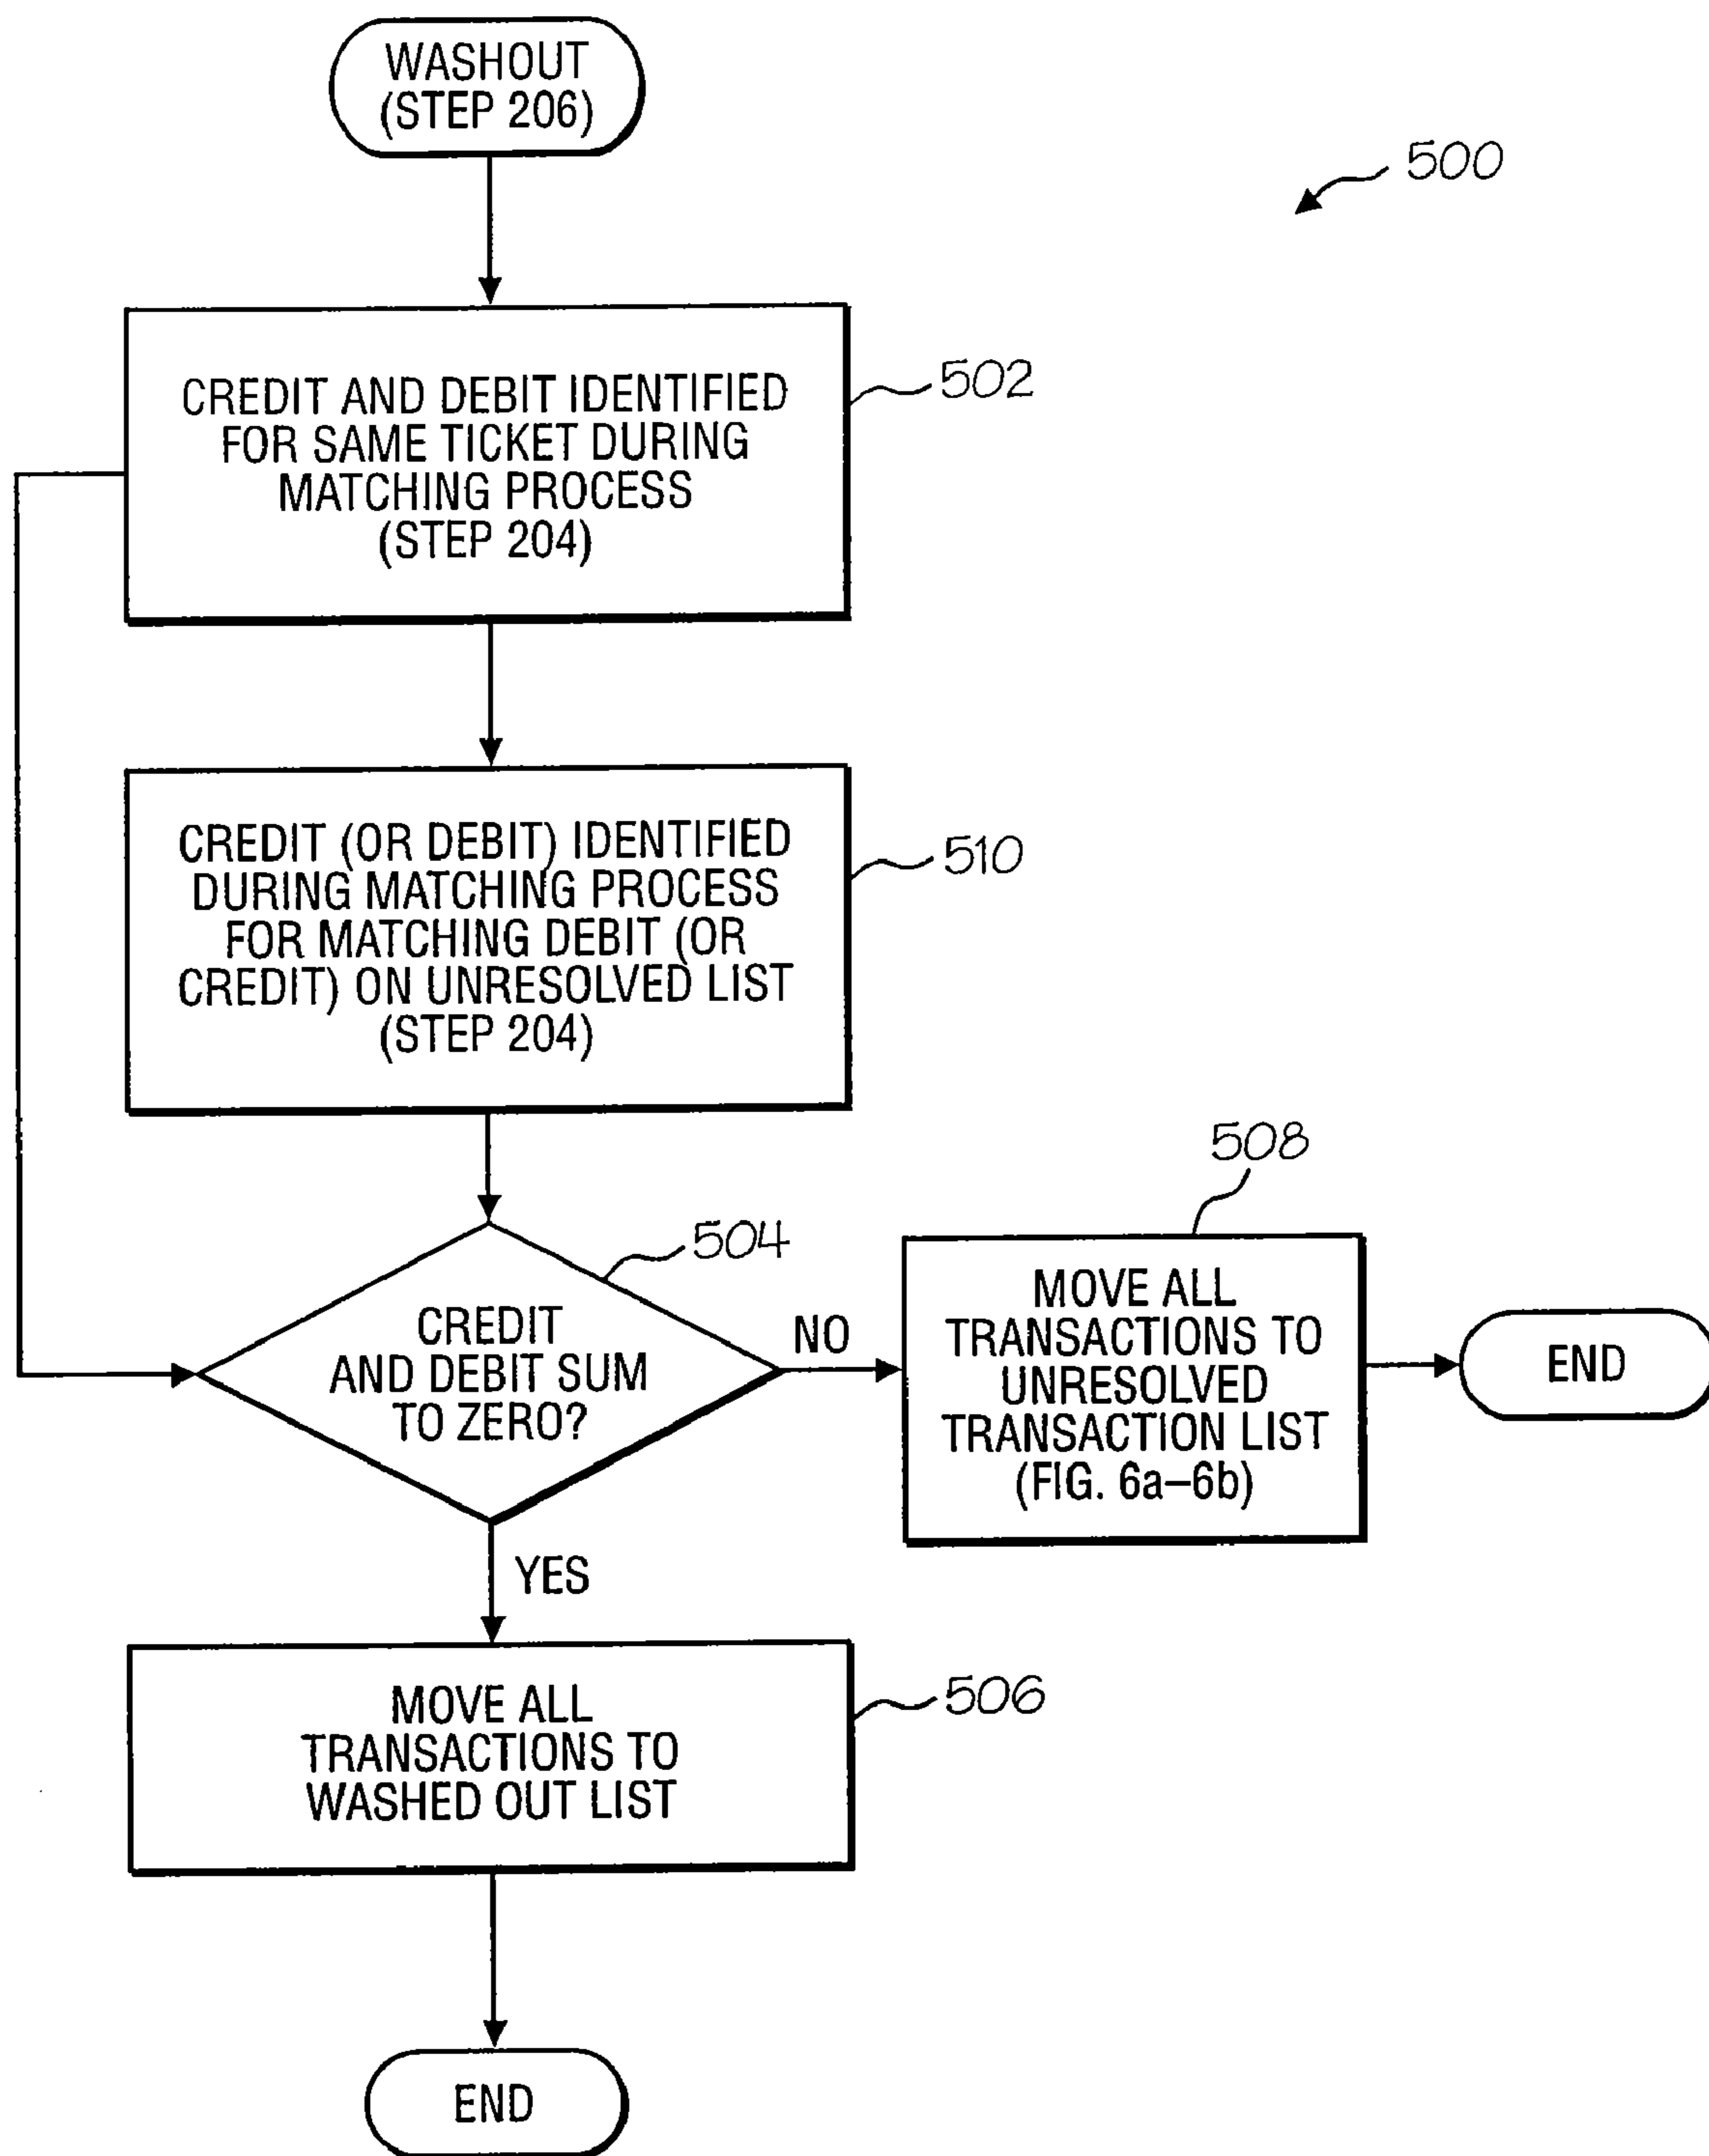 WASHOUT
(STEP 206)
500
CREDIT AND DEBIT IDENTIFIED
FOR SAME TICKET DURING
MATCHING PROCESS
(STEP 204)
502
CREDIT (OR DEBIT) IDENTIFIED
DURING MATCHING PROCESS
FOR MATCHING DEBIT (OR
CREDIT) ON UNRESOLVED LIST
(STEP 204)
510
504
CREDIT
AND DEBIT SUM
TO ZERO?
NO
508
MOVE ALL
TRANSACTIONS TO
UNRESOLVED
TRANSACTION LIST
(FIG. 6a–6b)
END
YES
MOVE ALL
TRANSACTIONS TO
WASHED OUT LIST
506
END